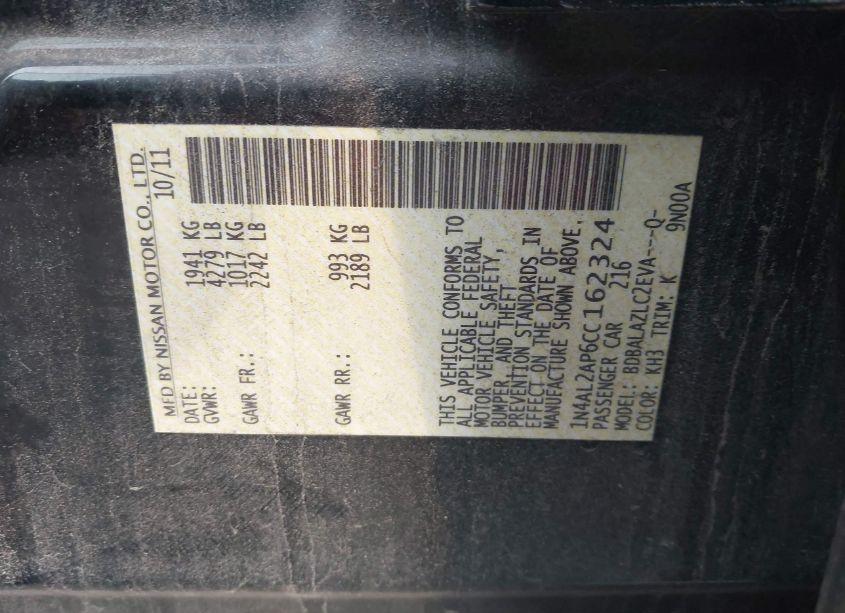 MFD BY NISSAN MOTOR CO., LTD.
DATE: 10/11
GVWR: 1941 KG
4279 LB
GAWR FR.: 1017 KG
2242 LB
GAWR RR.: 993 KG
2189 LB
THIS VEHICLE CONFORMS TO
ALL APPLICABLE FEDERAL
MOTOR VEHICLE SAFETY,
BUMPER AND THEFT
PREVENTION STANDARDS IN
EFFECT ON THE DATE OF
MANUFACTURE SHOWN ABOVE.
1N4AL2AP6CC162324
PASSENGER CAR 216
MODEL: BDBALAZLC2EVA---Q-
COLOR: KH3 TRIM: K 9N00A